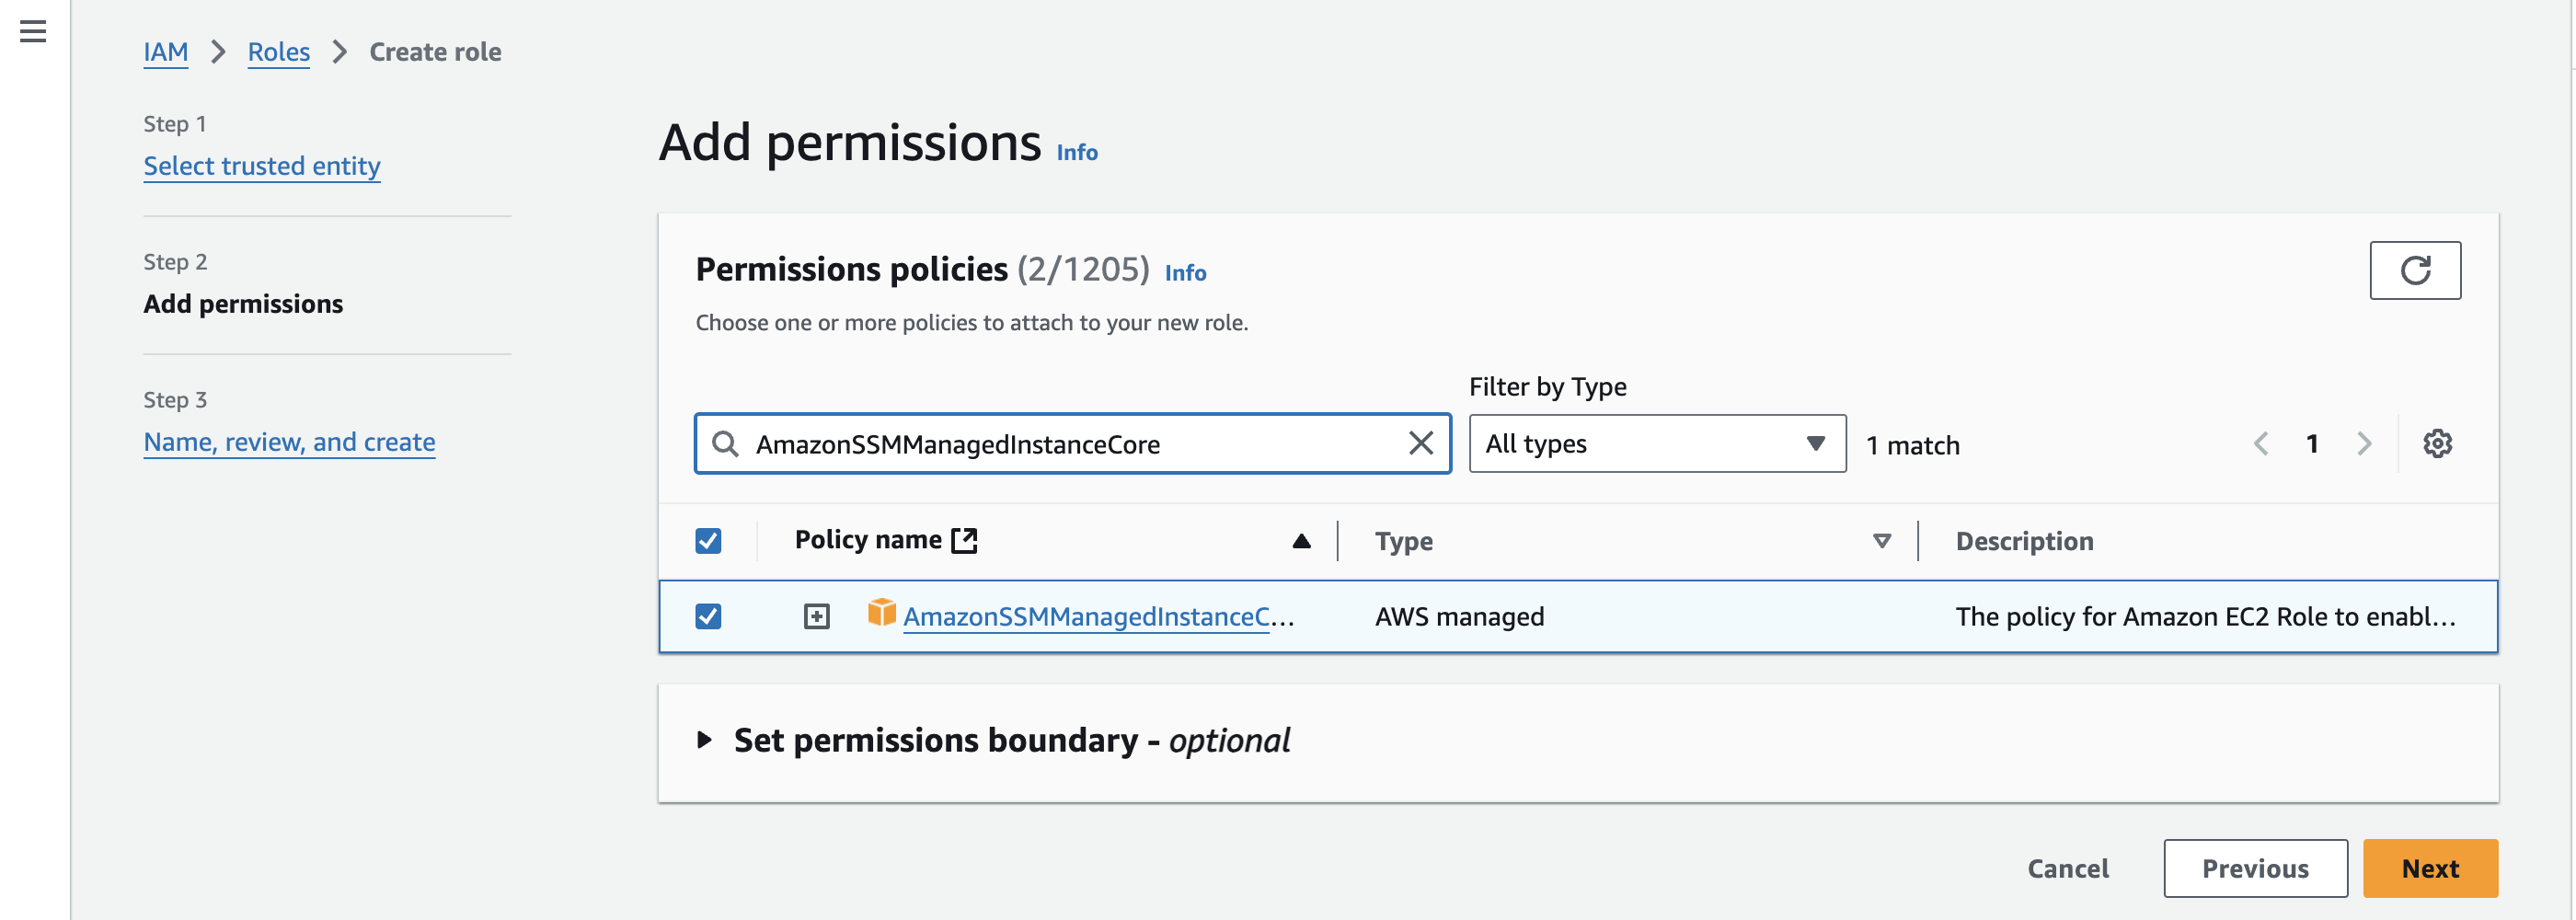 IAM > Roles > Create role
Step 1
Select trusted entity
Step 2
Add permissions
Step 3
Name, review, and create
Add permissions Info
Permissions policies (2/1205) Info
Choose one or more policies to attach to your new role.
Filter by Type
AmazonSSMManagedInstanceCore
All types
1 match
1
Policy name
Type
Description
AmazonSSMManagedInstanceC...
AWS managed
The policy for Amazon EC2 Role to enabl...
Set permissions boundary - optional
Cancel
Previous
Next